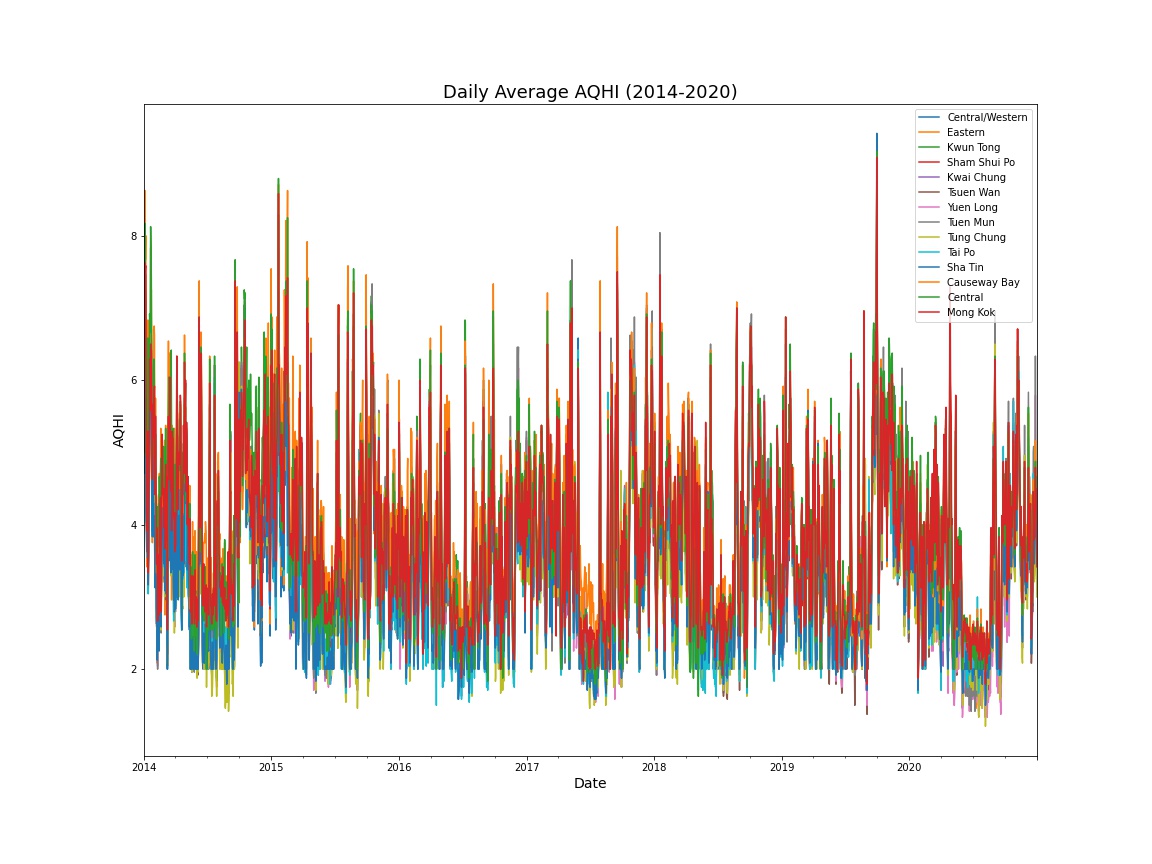 Daily Average AQHI (2014-2020)
Central/Western
Eastern
Kwun Tong
Sham Shui Po
Kwai Chung
Tsuen Wan
Yuen Long
Tuen Mun
Tung Chung
Tai Po
Sha Tin
Causeway Bay
Central
Mong Kok
8
6
4
2
AQHI
2014 2015 2016 2017 2018 2019 2020
Date